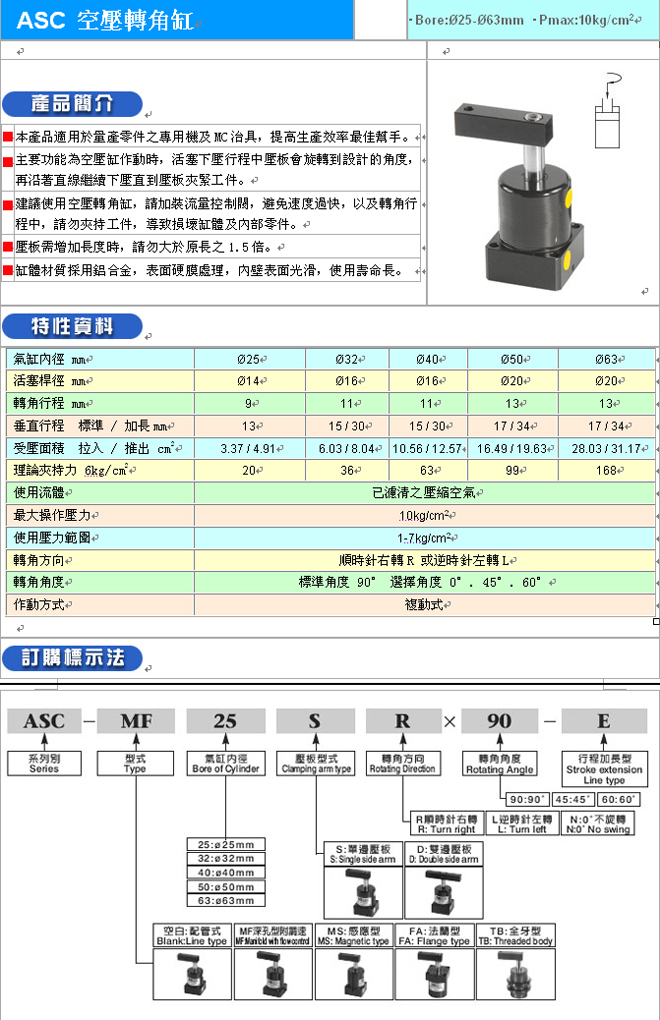 ASC 空壓轉角缸
·Bore:Ø25-Ø63mm ·Pmax:10kg/cm²
產品簡介
本產品適用於量產零件之專用機及MC治具，提高生產效率最佳幫手。
主要功能為空壓缸作動時，活塞下壓行程中壓板會旋轉到設計的角度，
再沿著直線繼續下壓直到壓板夾緊工件。
建議使用空壓轉角缸，請加裝流量控制閥，避免速度過快，以及轉角行
程中，請勿夾持工件，導致損壞缸體及內部零件。
壓板需增加長度時，請勿大於原長之1.5倍。
缸體材質採用鋁合金，表面硬膜處理，內壁表面光滑，使用壽命長。
特性資料
氣缸內徑 mm Ø25 Ø32 Ø40 Ø50 Ø63
活塞桿徑 mm Ø14 Ø16 Ø16 Ø20 Ø20
轉角行程 mm 9 11 11 13 13
垂直行程 標準 / 加長 mm 13 15 / 30 15 / 30 17 / 34 17 / 34
受壓面積 拉入 / 推出 cm² 3.37 / 4.91 6.03 / 8.04 10.56 / 12.57 16.49 / 19.63 28.03 / 31.17
理論夾持力 6kg/cm² 20 36 63 99 168
使用流體 已濾清之壓縮空氣
最大操作壓力 10kg/cm²
使用壓力範圍 1-7kg/cm²
轉角方向 順時針右轉 R 或逆時針左轉 L
轉角角度 標準角度 90° 選擇角度 0°．45°．60°
作動方式 複動式
訂購標示法
ASC – MF 25 S R × 90 – E
系列別 型式 氣缸內徑 壓板型式 轉角方向 轉角角度 行程加長型
Series Type Bore of Cylinder Clamping arm type Rotating Direction Rotating Angle Stroke extension
Line type
90:90° 45:45° 60:60°
R順時針右轉 L逆時針左轉 N:0°不旋轉
R: Turn right L: Turn left N:0° No swing
25:ø25mm
32:ø32mm
40:ø40mm
50:ø50mm
63:ø63mm
S:單邊壓板 D:雙邊壓板
S: Single side arm D: Double side arm
空白:配管式 MF深孔型附調速 MS:感應型 FA:法蘭型 TB:全牙型
Blank:Line type MF:Manifold with flow control MS: Magnetic type FA: Flange type TB: Threaded body